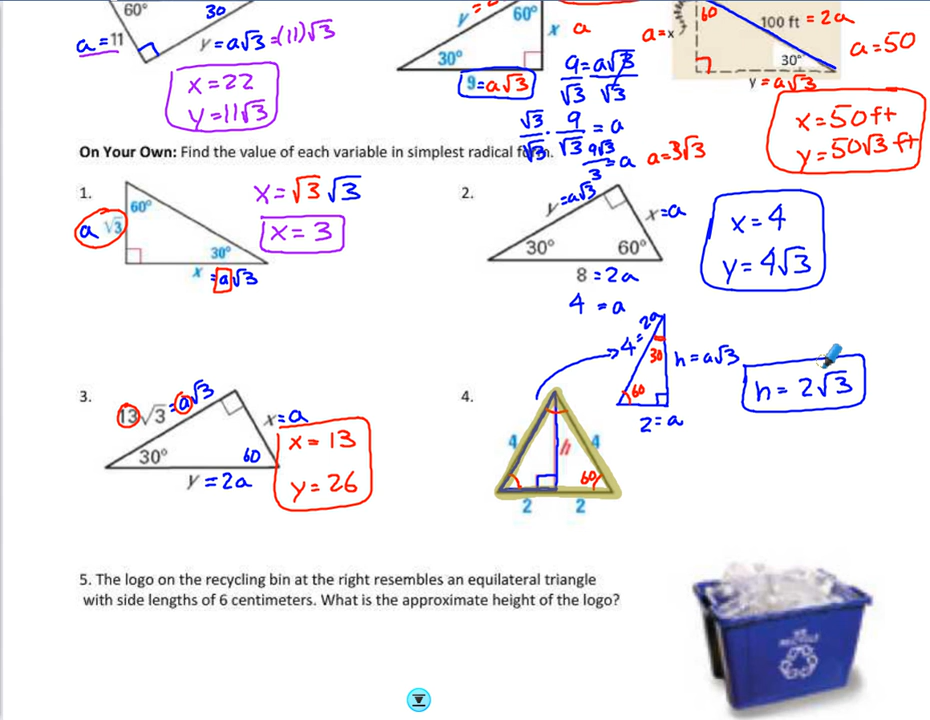 60°
30
y =
60°
60
100 ft = 2a
a = 11
y = a√3 = (11)√3
x
a
a = x
a = 50
30°
9 = a√3
9 = a√3
√3 √3
30°
y = a√3
x = 22
y = 11√3
√3/√3 · 9/√3 = a
9√3/3 = a
a = 3√3
x = 50 ft
y = 50√3 ft
On Your Own: Find the value of each variable in simplest radical form.
1.
60°
a √3
30°
x = a√3
x = √3 √3
x = 3
2.
y = a√3
x = a
30°
60°
8 = 2a
4 = a
x = 4
y = 4√3
3.
13√3 = a√3
x = a
30°
60
y = 2a
x = 13
y = 26
4.
4
h
4
60
2
2
4 = 2a
30
h = a√3
60
2 = a
h = 2√3
5. The logo on the recycling bin at the right resembles an equilateral triangle
with side lengths of 6 centimeters. What is the approximate height of the logo?